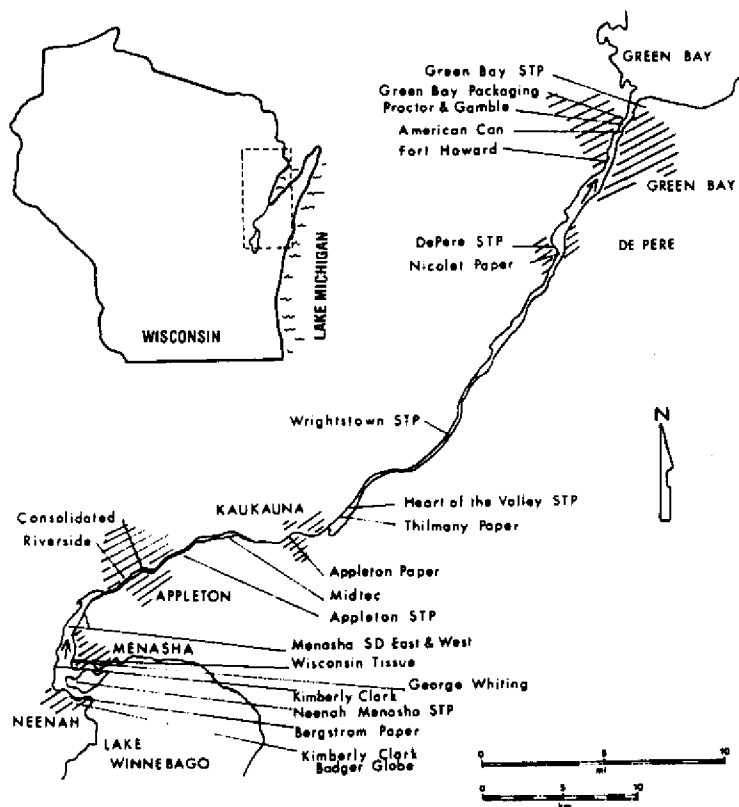 GREEN BAY
Green Bay STP
Green Bay Packaging
Proctor & Gamble
American Can
Fort Howard
GREEN BAY
DePere STP
DE PERE
Nicolet Paper
LAKE MICHIGAN
WISCONSIN
Wrightstown STP
N
KAUKAUNA
Heart of the Valley STP
Thilmany Paper
Consolidated
Riverside
Appleton Paper
APPLETON
Midtec
Appleton STP
Menasha SD East & West
MENASHA
Wisconsin Tissue
George Whiting
Kimberly Clark
Neenah Menasha STP
NEENAH
Bergstrom Paper
LAKE
WINNEBAGO
Kimberly Clark
Badger Globe
0 5 10
mi
0 5 10
km